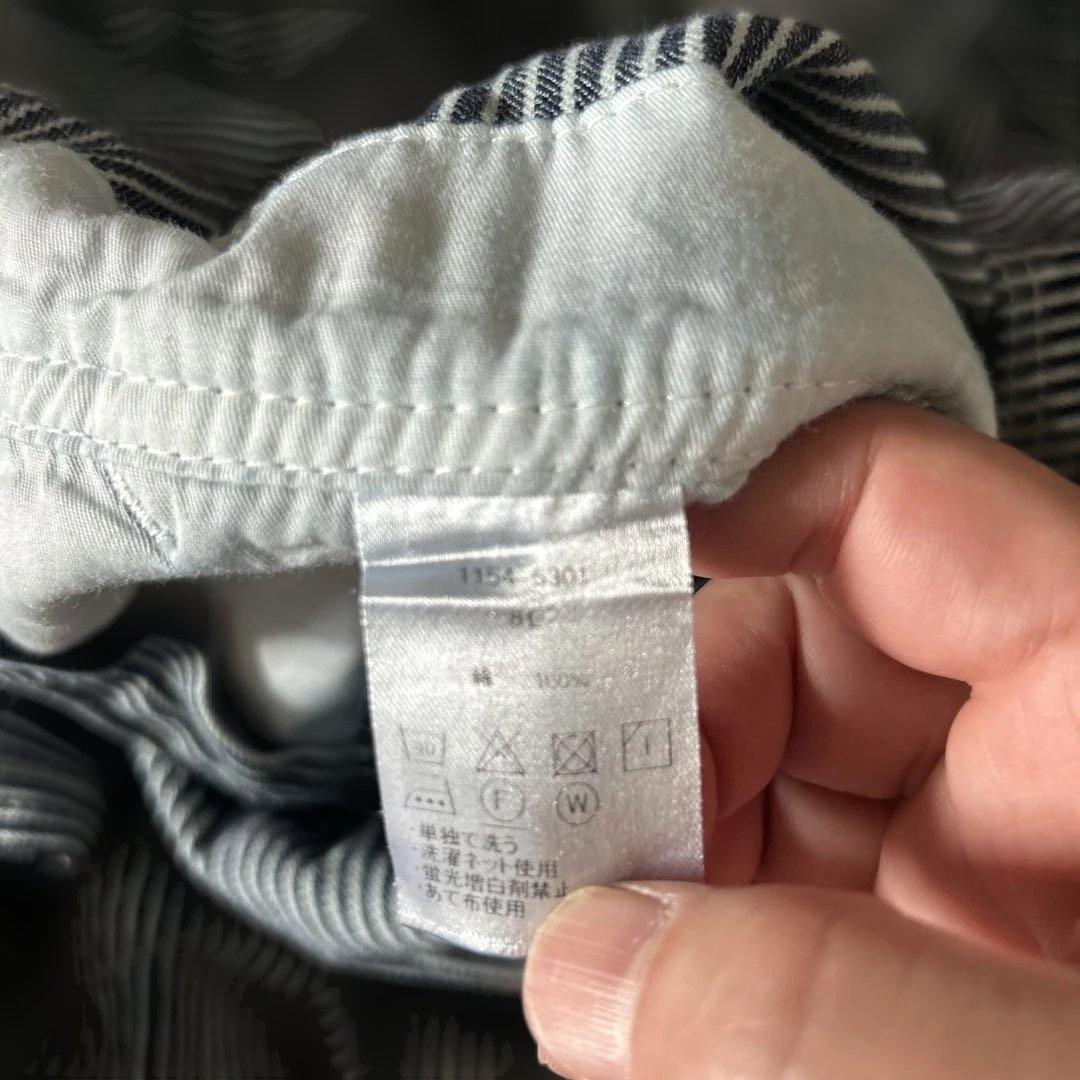 1154-5301
綿 100%
30
F W
・単独で洗う
・洗濯ネット使用
・蛍光増白剤禁止
・あて布使用